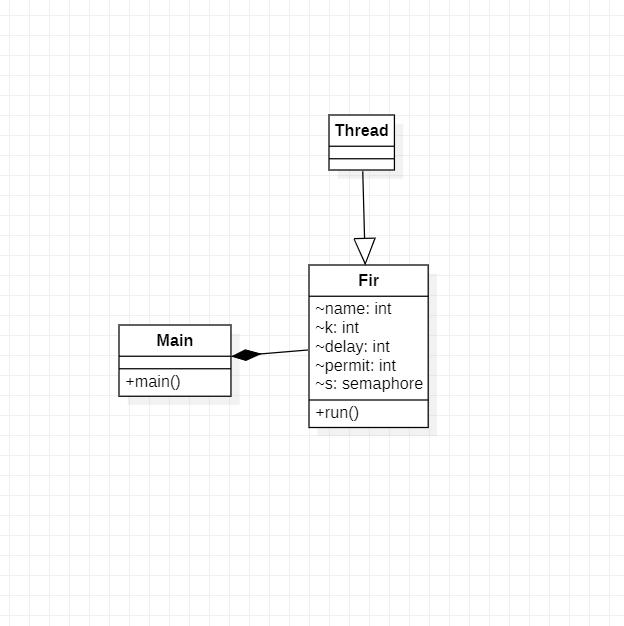 Thread
Fir
~name: int
~k: int
~delay: int
~permit: int
~s: semaphore
+run()
Main
+main()